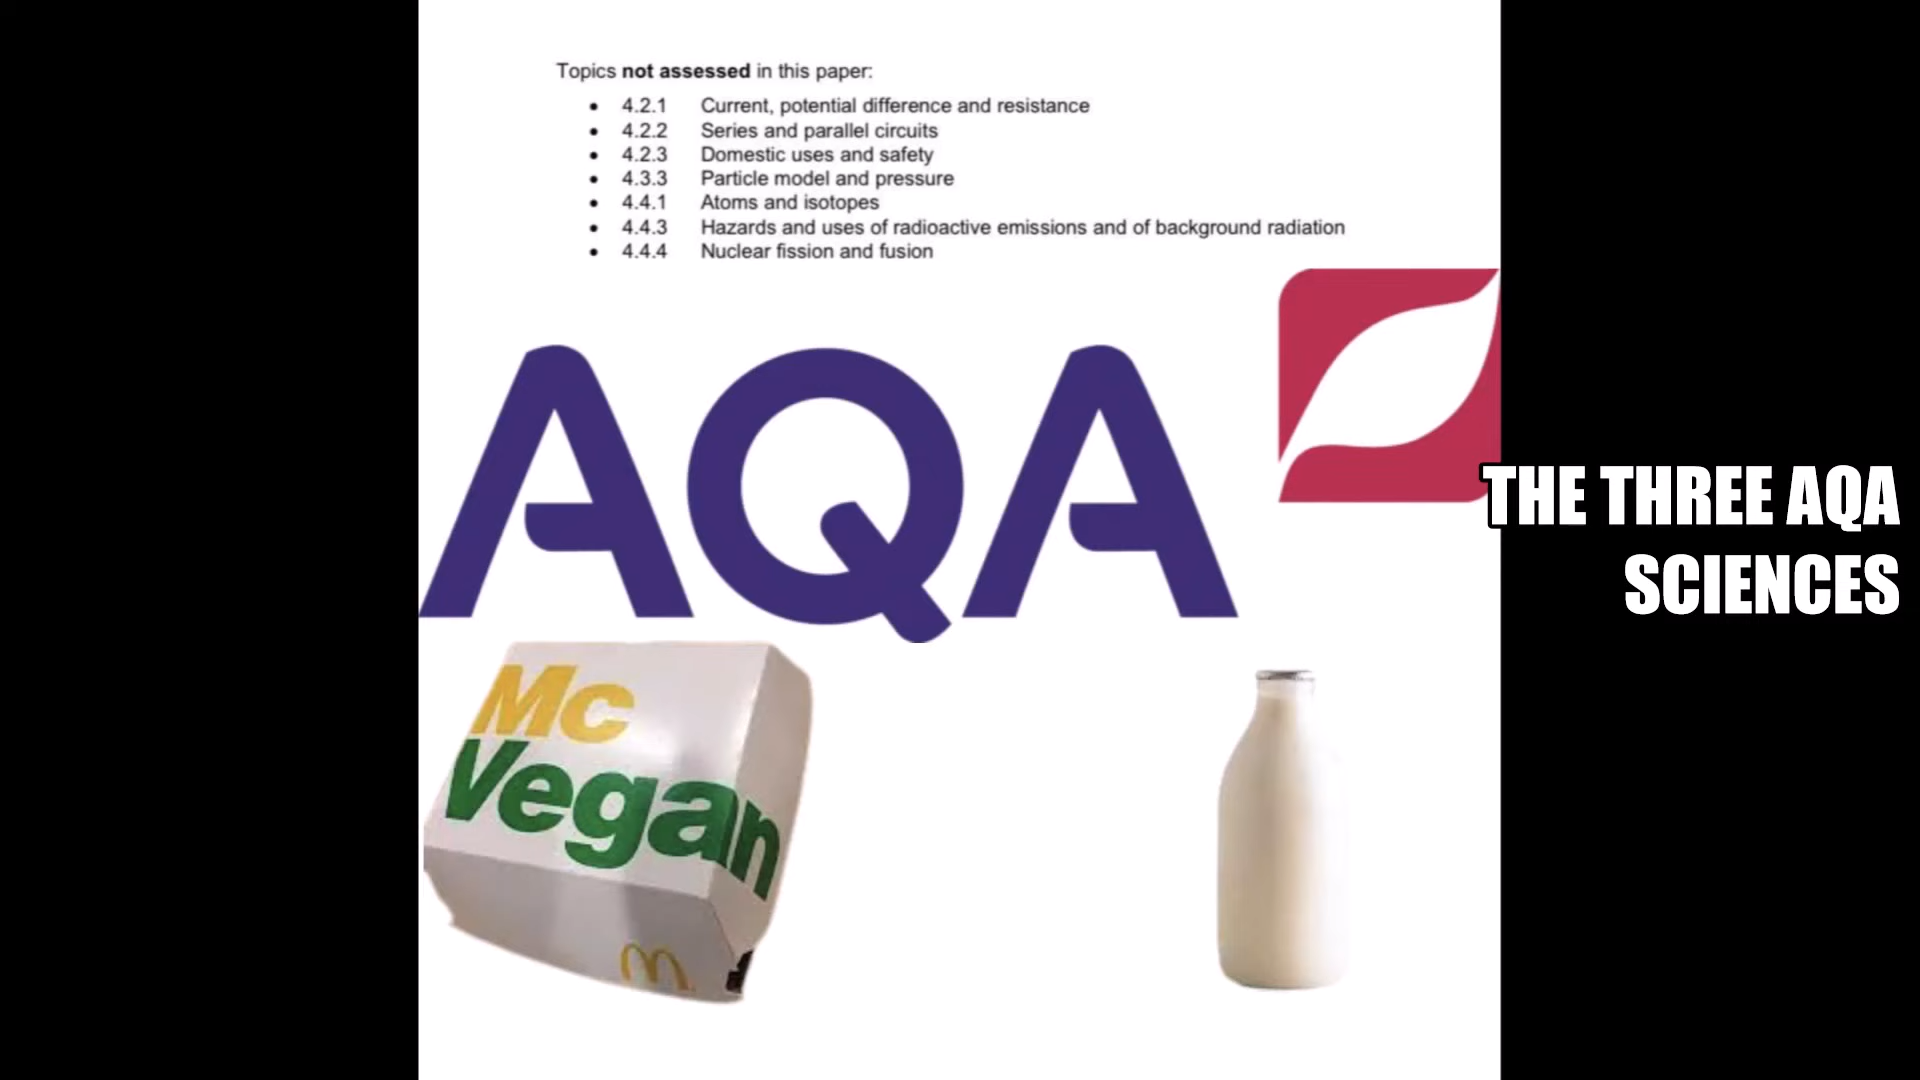 Topics not assessed in this paper:
• 4.2.1 Current, potential difference and resistance
• 4.2.2 Series and parallel circuits
• 4.2.3 Domestic uses and safety
• 4.3.3 Particle model and pressure
• 4.4.1 Atoms and isotopes
• 4.4.3 Hazards and uses of radioactive emissions and of background radiation
• 4.4.4 Nuclear fission and fusion
AQA
THE THREE AQA
SCIENCES
Mc
Vegan